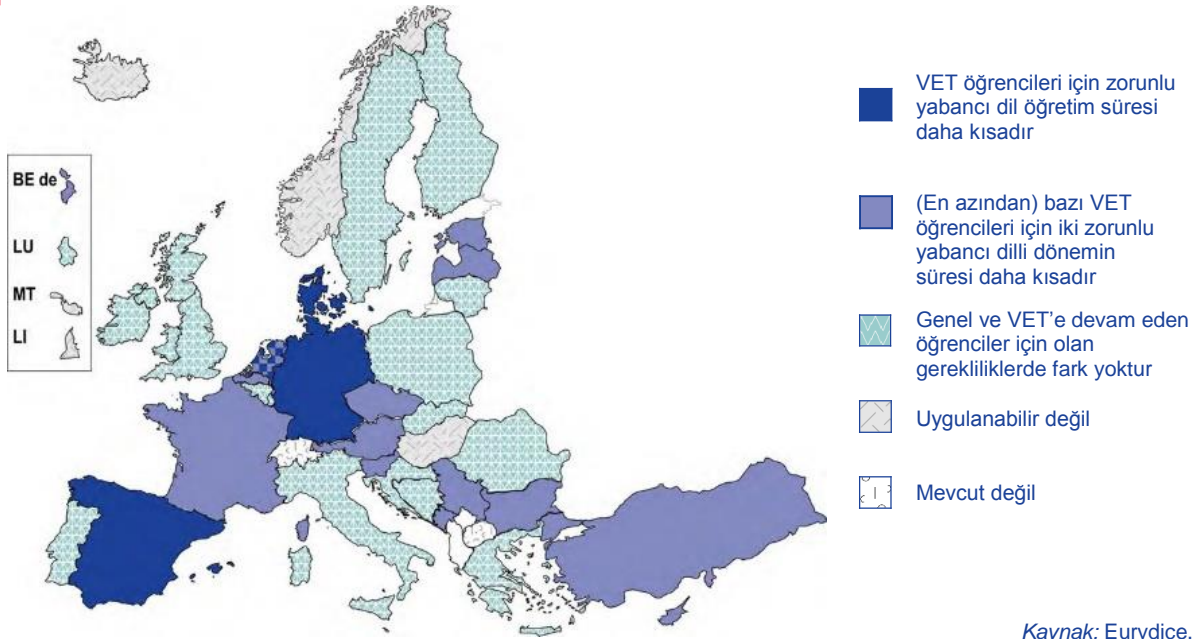 BE de
LU
MT
LI
VET öğrencileri için zorunlu
yabancı dil öğretim süresi
daha kısadır
(En azından) bazı VET
öğrencileri için iki zorunlu
yabancı dilli dönemin
süresi daha kısadır
Genel ve VET’e devam eden
öğrenciler için olan
gerekliliklerde fark yoktur
Uygulanabilir değil
Mevcut değil
Kaynak: Eurydice.